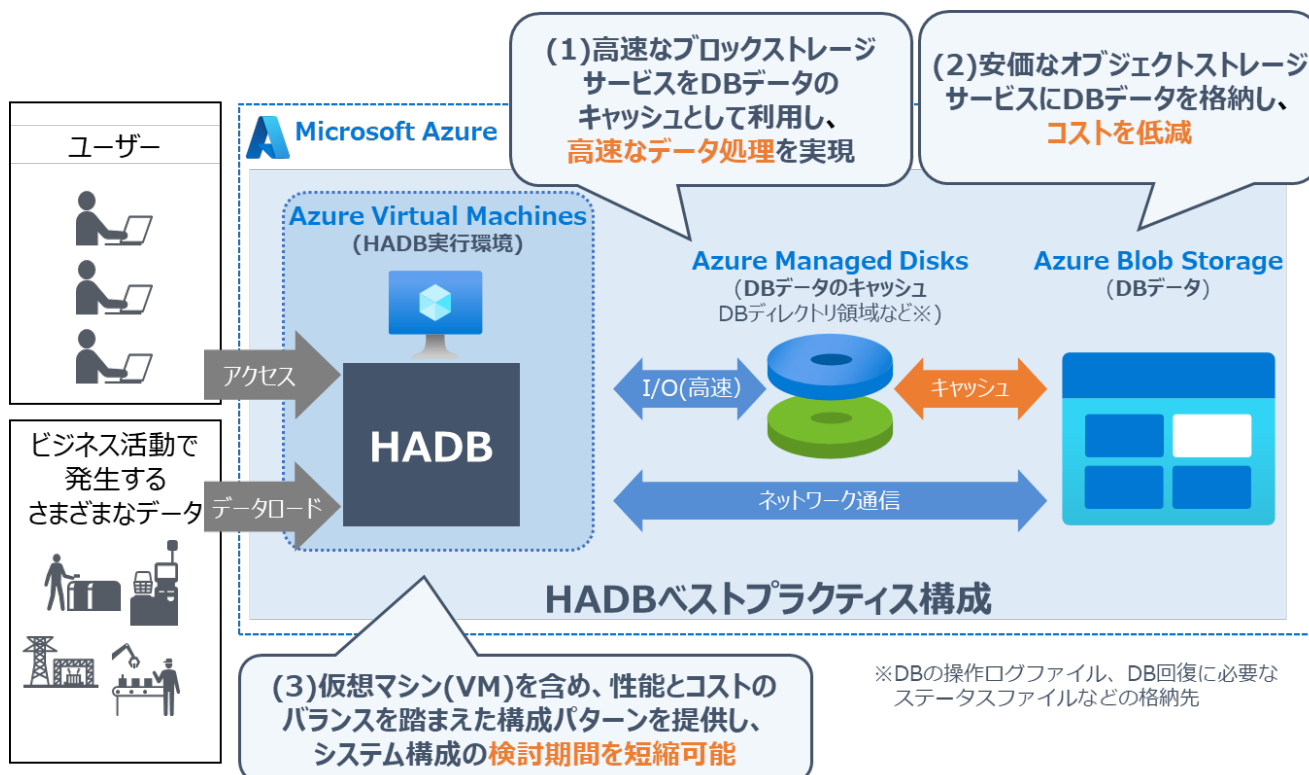 (1)高速なブロックストレージ
サービスをDBデータの
キャッシュとして利用し、
高速なデータ処理を実現
(2)安価なオブジェクトストレージ
サービスにDBデータを格納し、
コストを低減
ユーザー
Microsoft Azure
Azure Virtual Machines
(HADB実行環境)
Azure Managed Disks
(DBデータのキャッシュ
DBディレクトリ領域など※)
Azure Blob Storage
(DBデータ)
アクセス
I/O(高速)
キャッシュ
HADB
ビジネス活動で
発生する
さまざまなデータ
データロード
ネットワーク通信
HADBベストプラクティス構成
(3)仮想マシン(VM)を含め、性能とコストの
バランスを踏まえた構成パターンを提供し、
システム構成の検討期間を短縮可能
※DBの操作ログファイル、DB回復に必要な
ステータスファイルなどの格納先